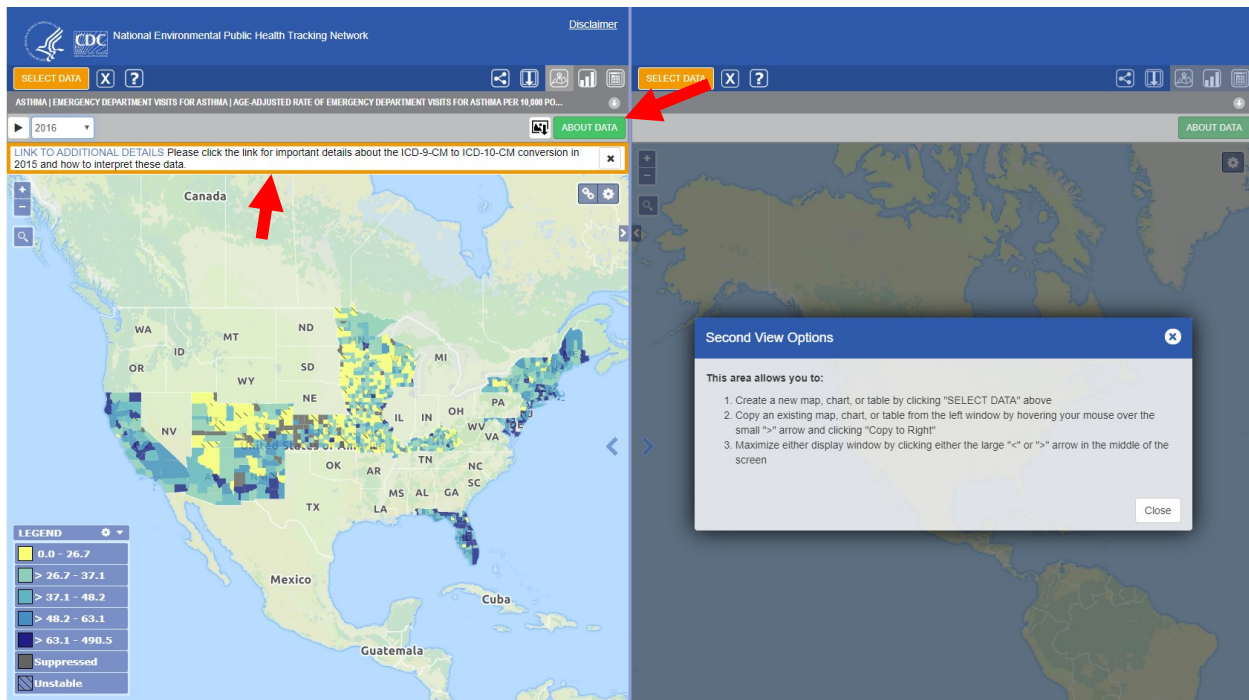 Disclaimer
CDC
National Environmental Public Health Tracking Network
SELECT DATA X ?
ASTHMA | EMERGENCY DEPARTMENT VISITS FOR ASTHMA | AGE-ADJUSTED RATE OF EMERGENCY DEPARTMENT VISITS FOR ASTHMA PER 10,000 PO...
2016
ABOUT DATA
LINK TO ADDITIONAL DETAILS Please click the link for important details about the ICD-9-CM to ICD-10-CM conversion in
2015 and how to interpret these data.
Canada
WA
MT
ND
OR
ID
SD
MI
WY
NE
PA
NV
IL
IN
OH
WV
VA
United States of Am
OK
AR
TN
NC
SC
MS
AL
GA
TX
LA
Mexico
Cuba
Guatemala
LEGEND
0.0 - 26.7
> 26.7 - 37.1
> 37.1 - 48.2
> 48.2 - 63.1
> 63.1 - 490.5
Suppressed
Unstable
SELECT DATA X ?
ABOUT DATA
Second View Options
This area allows you to:
1. Create a new map, chart, or table by clicking "SELECT DATA" above
2. Copy an existing map, chart, or table from the left window by hovering your mouse over the
small ">" arrow and clicking "Copy to Right"
3. Maximize either display window by clicking either the large "<" or ">" arrow in the middle of the
screen
Close